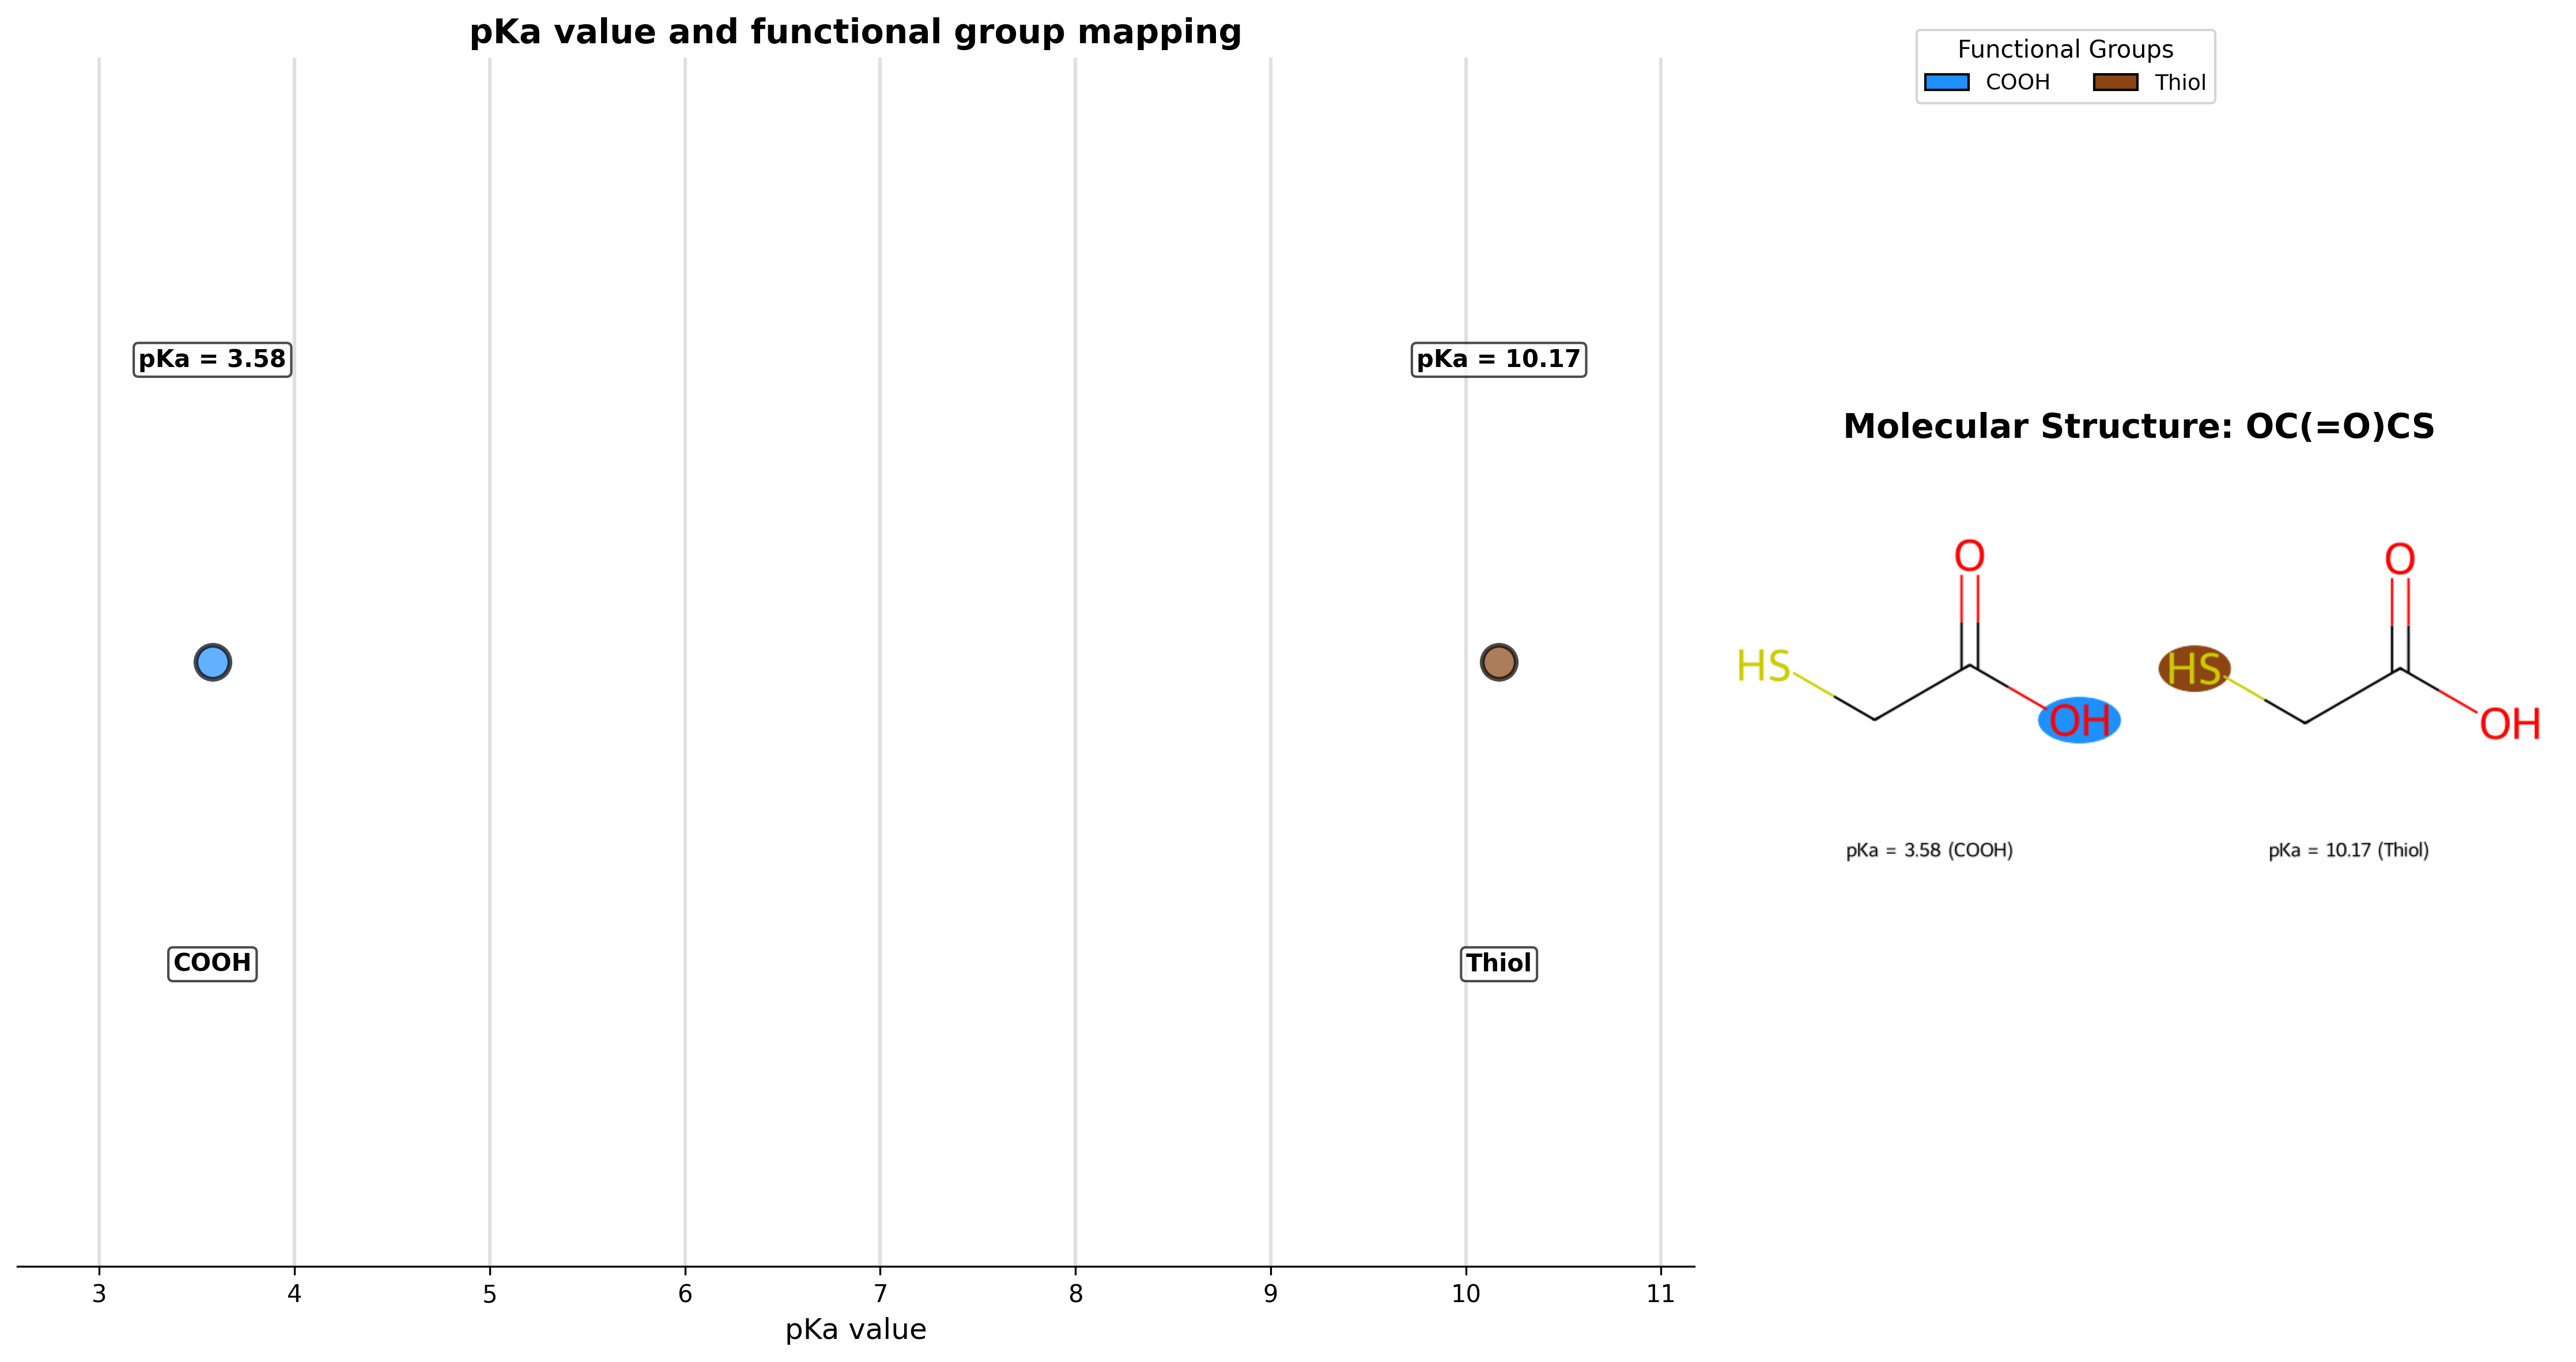 pKa value and functional group mapping
Functional Groups
COOH Thiol
pKa = 3.58 pKa = 10.17
Molecular Structure: OC(=O)CS
O
HS
OH
O
HS
OH
pKa = 3.58 (COOH) pKa = 10.17 (Thiol)
COOH Thiol
3 4 5 6 7 8 9 10 11
pKa value